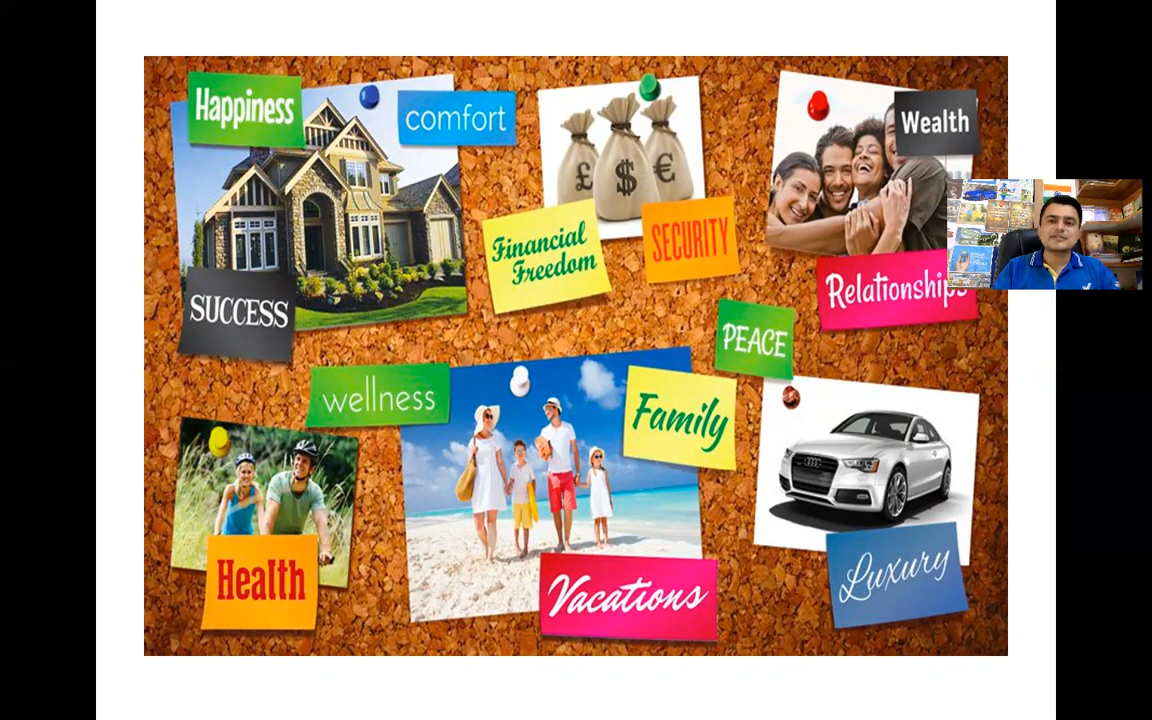 Happiness
comfort
Wealth
£
$
€
Financial
Freedom
SECURITY
SUCCESS
Relationships
PEACE
wellness
Family
Health
Vacations
Luxury